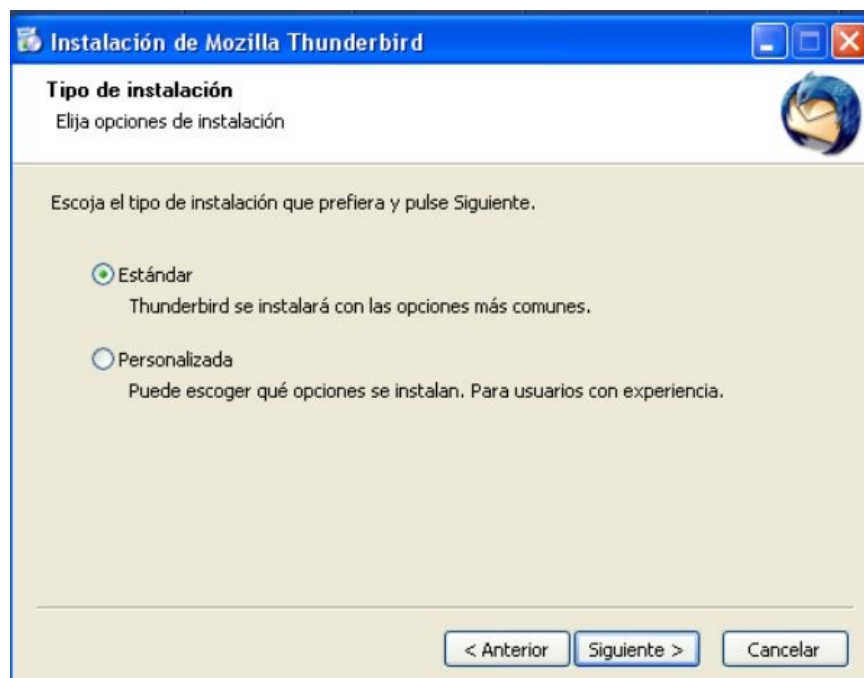 Instalación de Mozilla Thunderbird
Tipo de instalación
Elija opciones de instalación
Escoja el tipo de instalación que prefiera y pulse Siguiente.
Estándar
Thunderbird se instalará con las opciones más comunes.
Personalizada
Puede escoger qué opciones se instalan. Para usuarios con experiencia.
< Anterior Siguiente > Cancelar